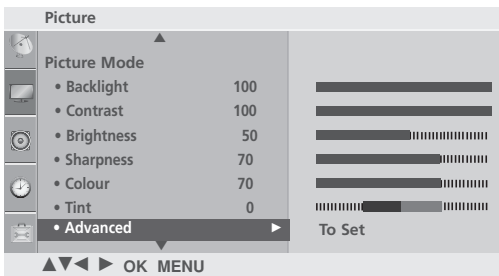 Picture
Picture Mode
• Backlight 100
• Contrast 100
• Brightness 50
• Sharpness 70
• Colour 70
• Tint 0
• Advanced To Set
OK MENU